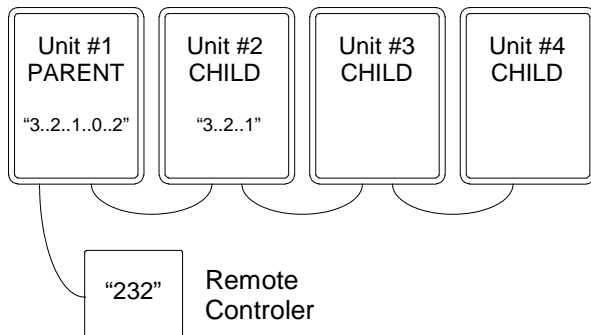 Unit #1
PARENT
“3..2..1..0..2”
Unit #2
CHILD
“3..2..1”
Unit #3
CHILD
Unit #4
CHILD
“232”
Remote
Controler